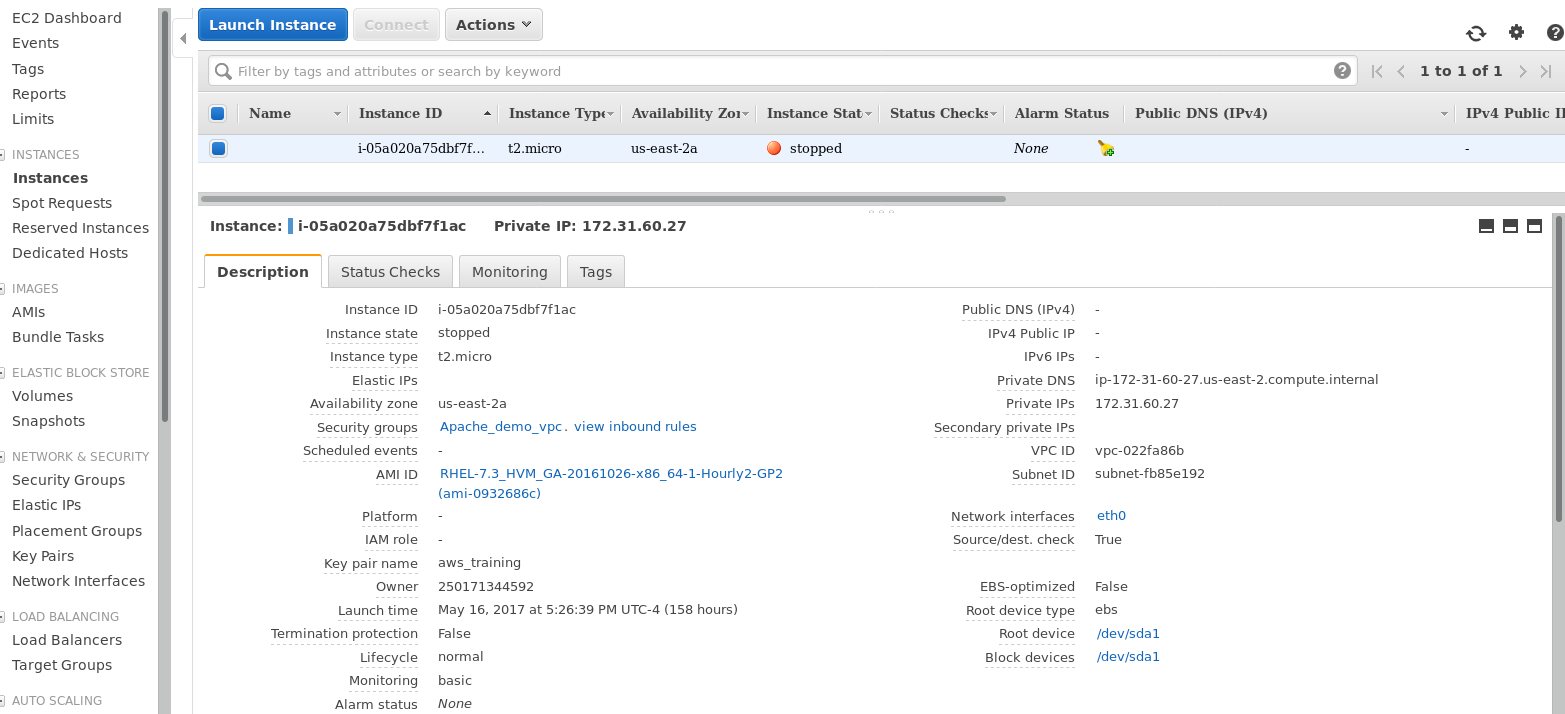 EC2 Dashboard
Events
Tags
Reports
Limits
INSTANCES
Instances
Spot Requests
Reserved Instances
Dedicated Hosts
IMAGES
AMIs
Bundle Tasks
ELASTIC BLOCK STORE
Volumes
Snapshots
NETWORK & SECURITY
Security Groups
Elastic IPs
Placement Groups
Key Pairs
Network Interfaces
LOAD BALANCING
Load Balancers
Target Groups
AUTO SCALING
Launch Instance Connect Actions
Filter by tags and attributes or search by keyword 1 to 1 of 1
Name Instance ID Instance Type Availability Zon Instance Stat Status Checks Alarm Status Public DNS (IPv4) IPv4 Public IP
i-05a020a75dbf7f... t2.micro us-east-2a stopped None -
Instance: i-05a020a75dbf7f1ac Private IP: 172.31.60.27
Description Status Checks Monitoring Tags
Instance ID i-05a020a75dbf7f1ac Public DNS (IPv4) -
Instance state stopped IPv4 Public IP -
Instance type t2.micro IPv6 IPs -
Elastic IPs Private DNS ip-172-31-60-27.us-east-2.compute.internal
Availability zone us-east-2a Private IPs 172.31.60.27
Security groups Apache_demo_vpc. view inbound rules Secondary private IPs
Scheduled events - VPC ID vpc-022fa86b
AMI ID RHEL-7.3_HVM_GA-20161026-x86_64-1-Hourly2-GP2 Subnet ID subnet-fb85e192
(ami-0932686c)
Platform - Network interfaces eth0
IAM role - Source/dest. check True
Key pair name aws_training
Owner 250171344592 EBS-optimized False
Launch time May 16, 2017 at 5:26:39 PM UTC-4 (158 hours) Root device type ebs
Termination protection False Root device /dev/sda1
Lifecycle normal Block devices /dev/sda1
Monitoring basic
Alarm status None